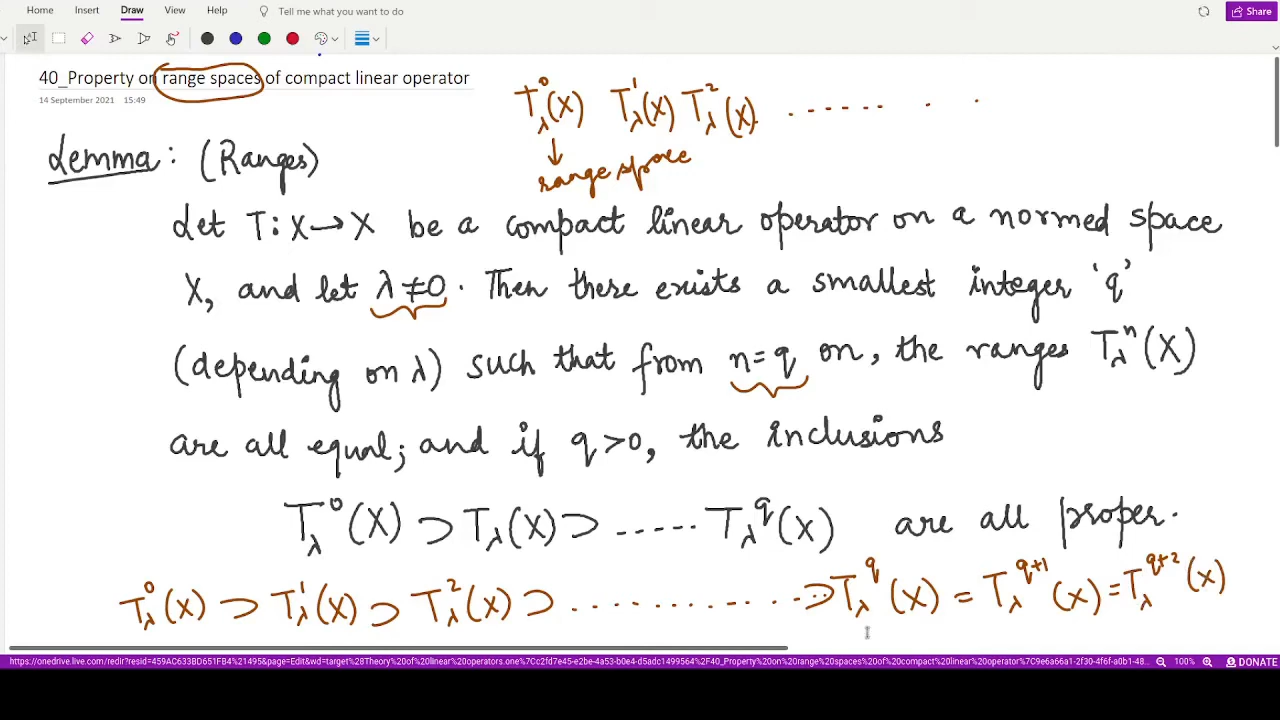 Home Insert Draw View Help Tell me what you want to do
Share
40_Property on range spaces of compact linear operator
14 September 2021 15:49
T_λ^0(X) T_λ^1(X) T_λ^2(X) ........
↓
range space
Lemma: (Ranges)
Let T: X→X be a compact linear operator on a normed space
X, and let λ≠0. Then there exists a smallest integer 'q'
(depending on λ) such that from n=q on, the ranges T_λ^n(X)
are all equal; and if q>0, the inclusions
T_λ^0(X) ⊃ T_λ(X) ⊃ ..... T_λ^q(X) are all proper.
T_λ^0(X) ⊃ T_λ^1(X) ⊃ T_λ^2(X) ⊃ .............. ⊃ T_λ^q(X) = T_λ^{q+1}(X) = T_λ^{q+2}(X)
100% DONATE